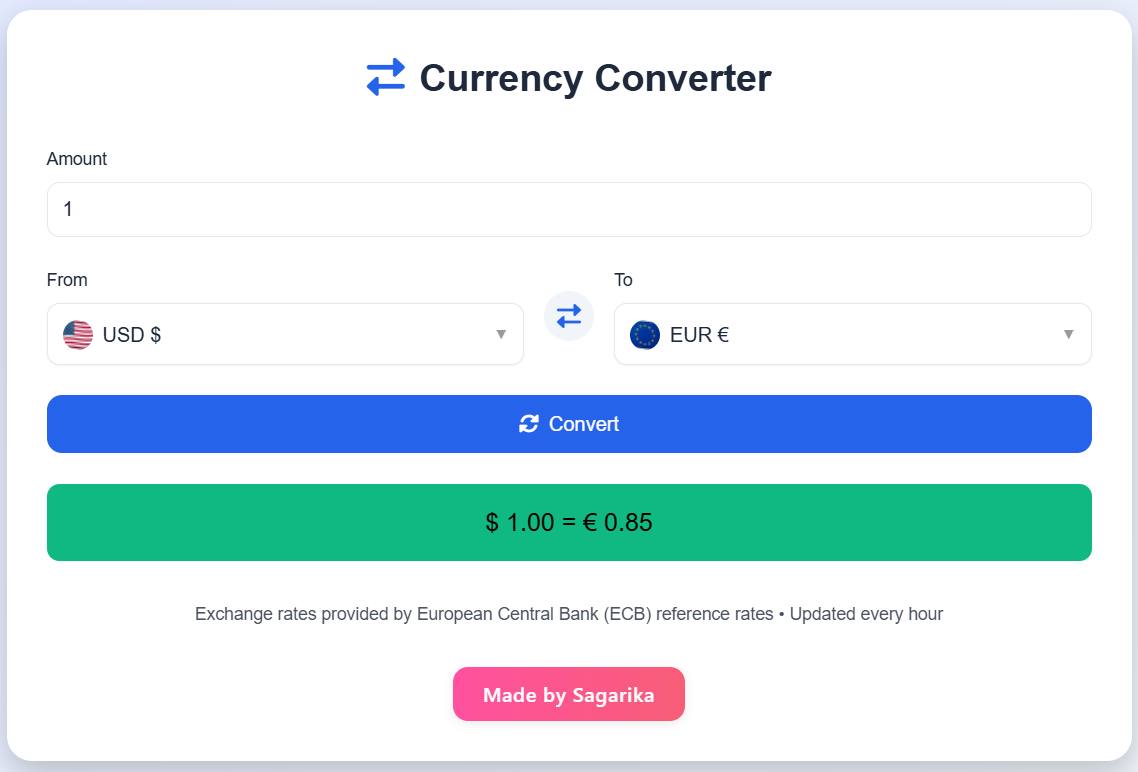 Currency Converter
Amount
1
From
To
USD $
EUR €
Convert
$ 1.00 = € 0.85
Exchange rates provided by European Central Bank (ECB) reference rates • Updated every hour
Made by Sagarika